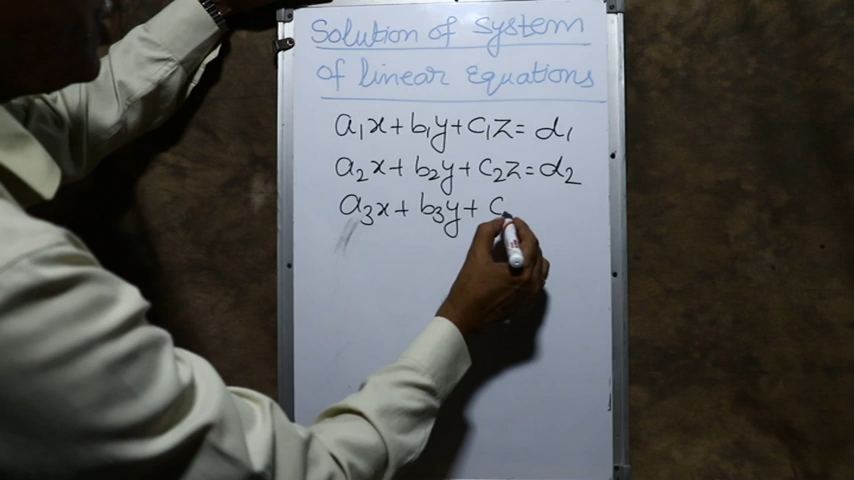 Solution of system
of linear equations
a₁x + b₁y + c₁z = d₁
a₂x + b₂y + c₂z = d₂
a₃x + b₃y + c